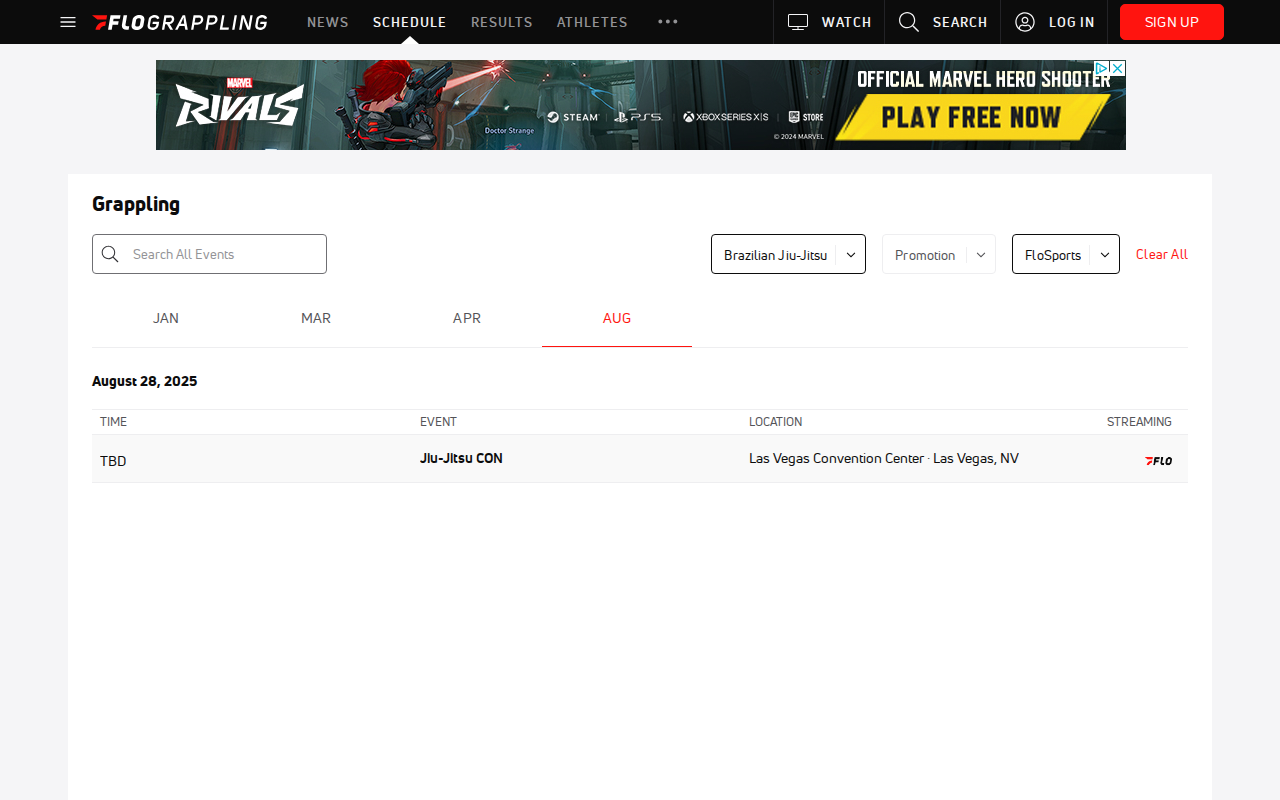 FLOGRAPPLING NEWS SCHEDULE RESULTS ATHLETES WATCH SEARCH LOG IN SIGN UP
MARVEL RIVALS
Doctor Strange
STEAM PS5 XBOX SERIES X|S EPIC GAMES STORE
© 2024 MARVEL
OFFICIAL MARVEL HERO SHOOTER
PLAY FREE NOW
Grappling
Search All Events Brazilian Jiu-Jitsu Promotion FloSports Clear All
JAN MAR APR AUG
August 28, 2025
TIME EVENT LOCATION STREAMING
TBD Jiu-Jitsu CON Las Vegas Convention Center · Las Vegas, NV FLO